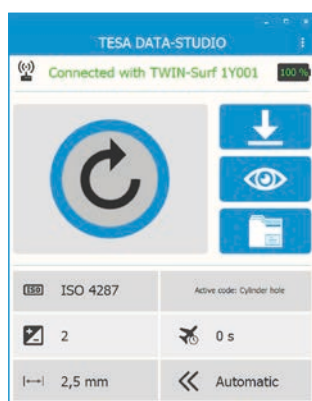 TESA DATA-STUDIO
Connected with TWIN-Surf 1Y001 100 %
ISO ISO 4287 Active code: Cylinder hole
2 0 s
2,5 mm Automatic